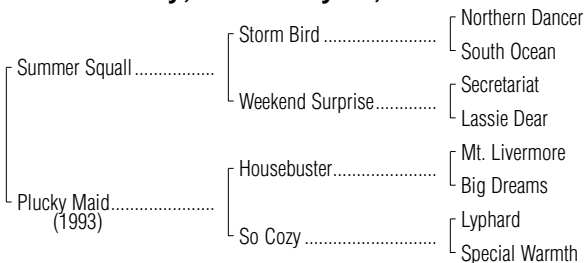 Northern Dancer
Storm Bird ..........................
South Ocean
Summer Squall ..................
Secretariat
Weekend Surprise..............
Lassie Dear
Mt. Livermore
Housebuster........................
Big Dreams
Plucky Maid........................
(1993)
Lyphard
So Cozy ..............................
Special Warmth